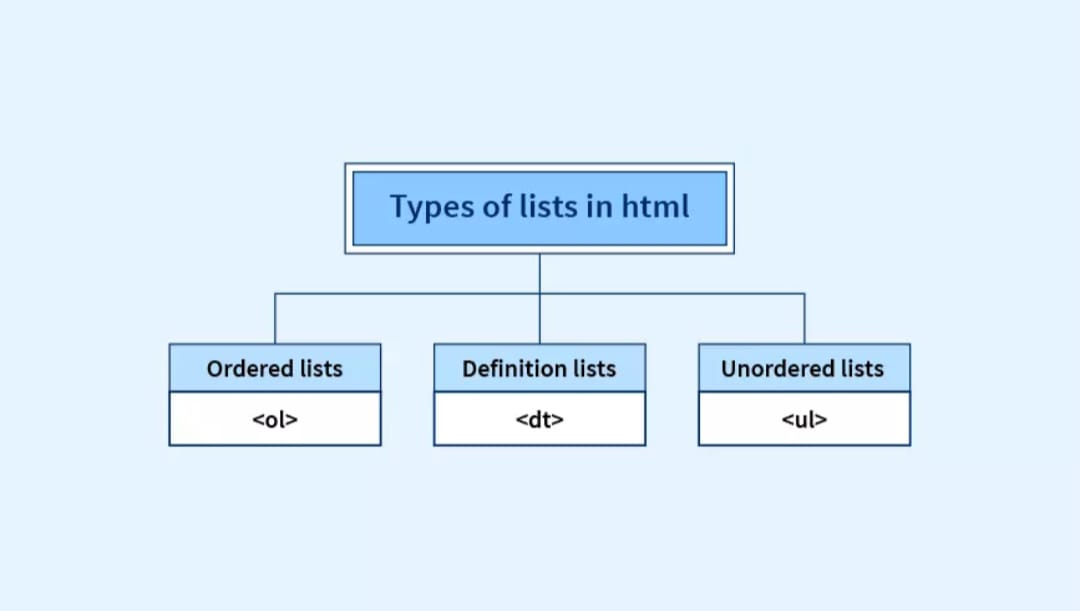 Types of lists in html
Ordered lists
<ol>
Definition lists
<dt>
Unordered lists
<ul>